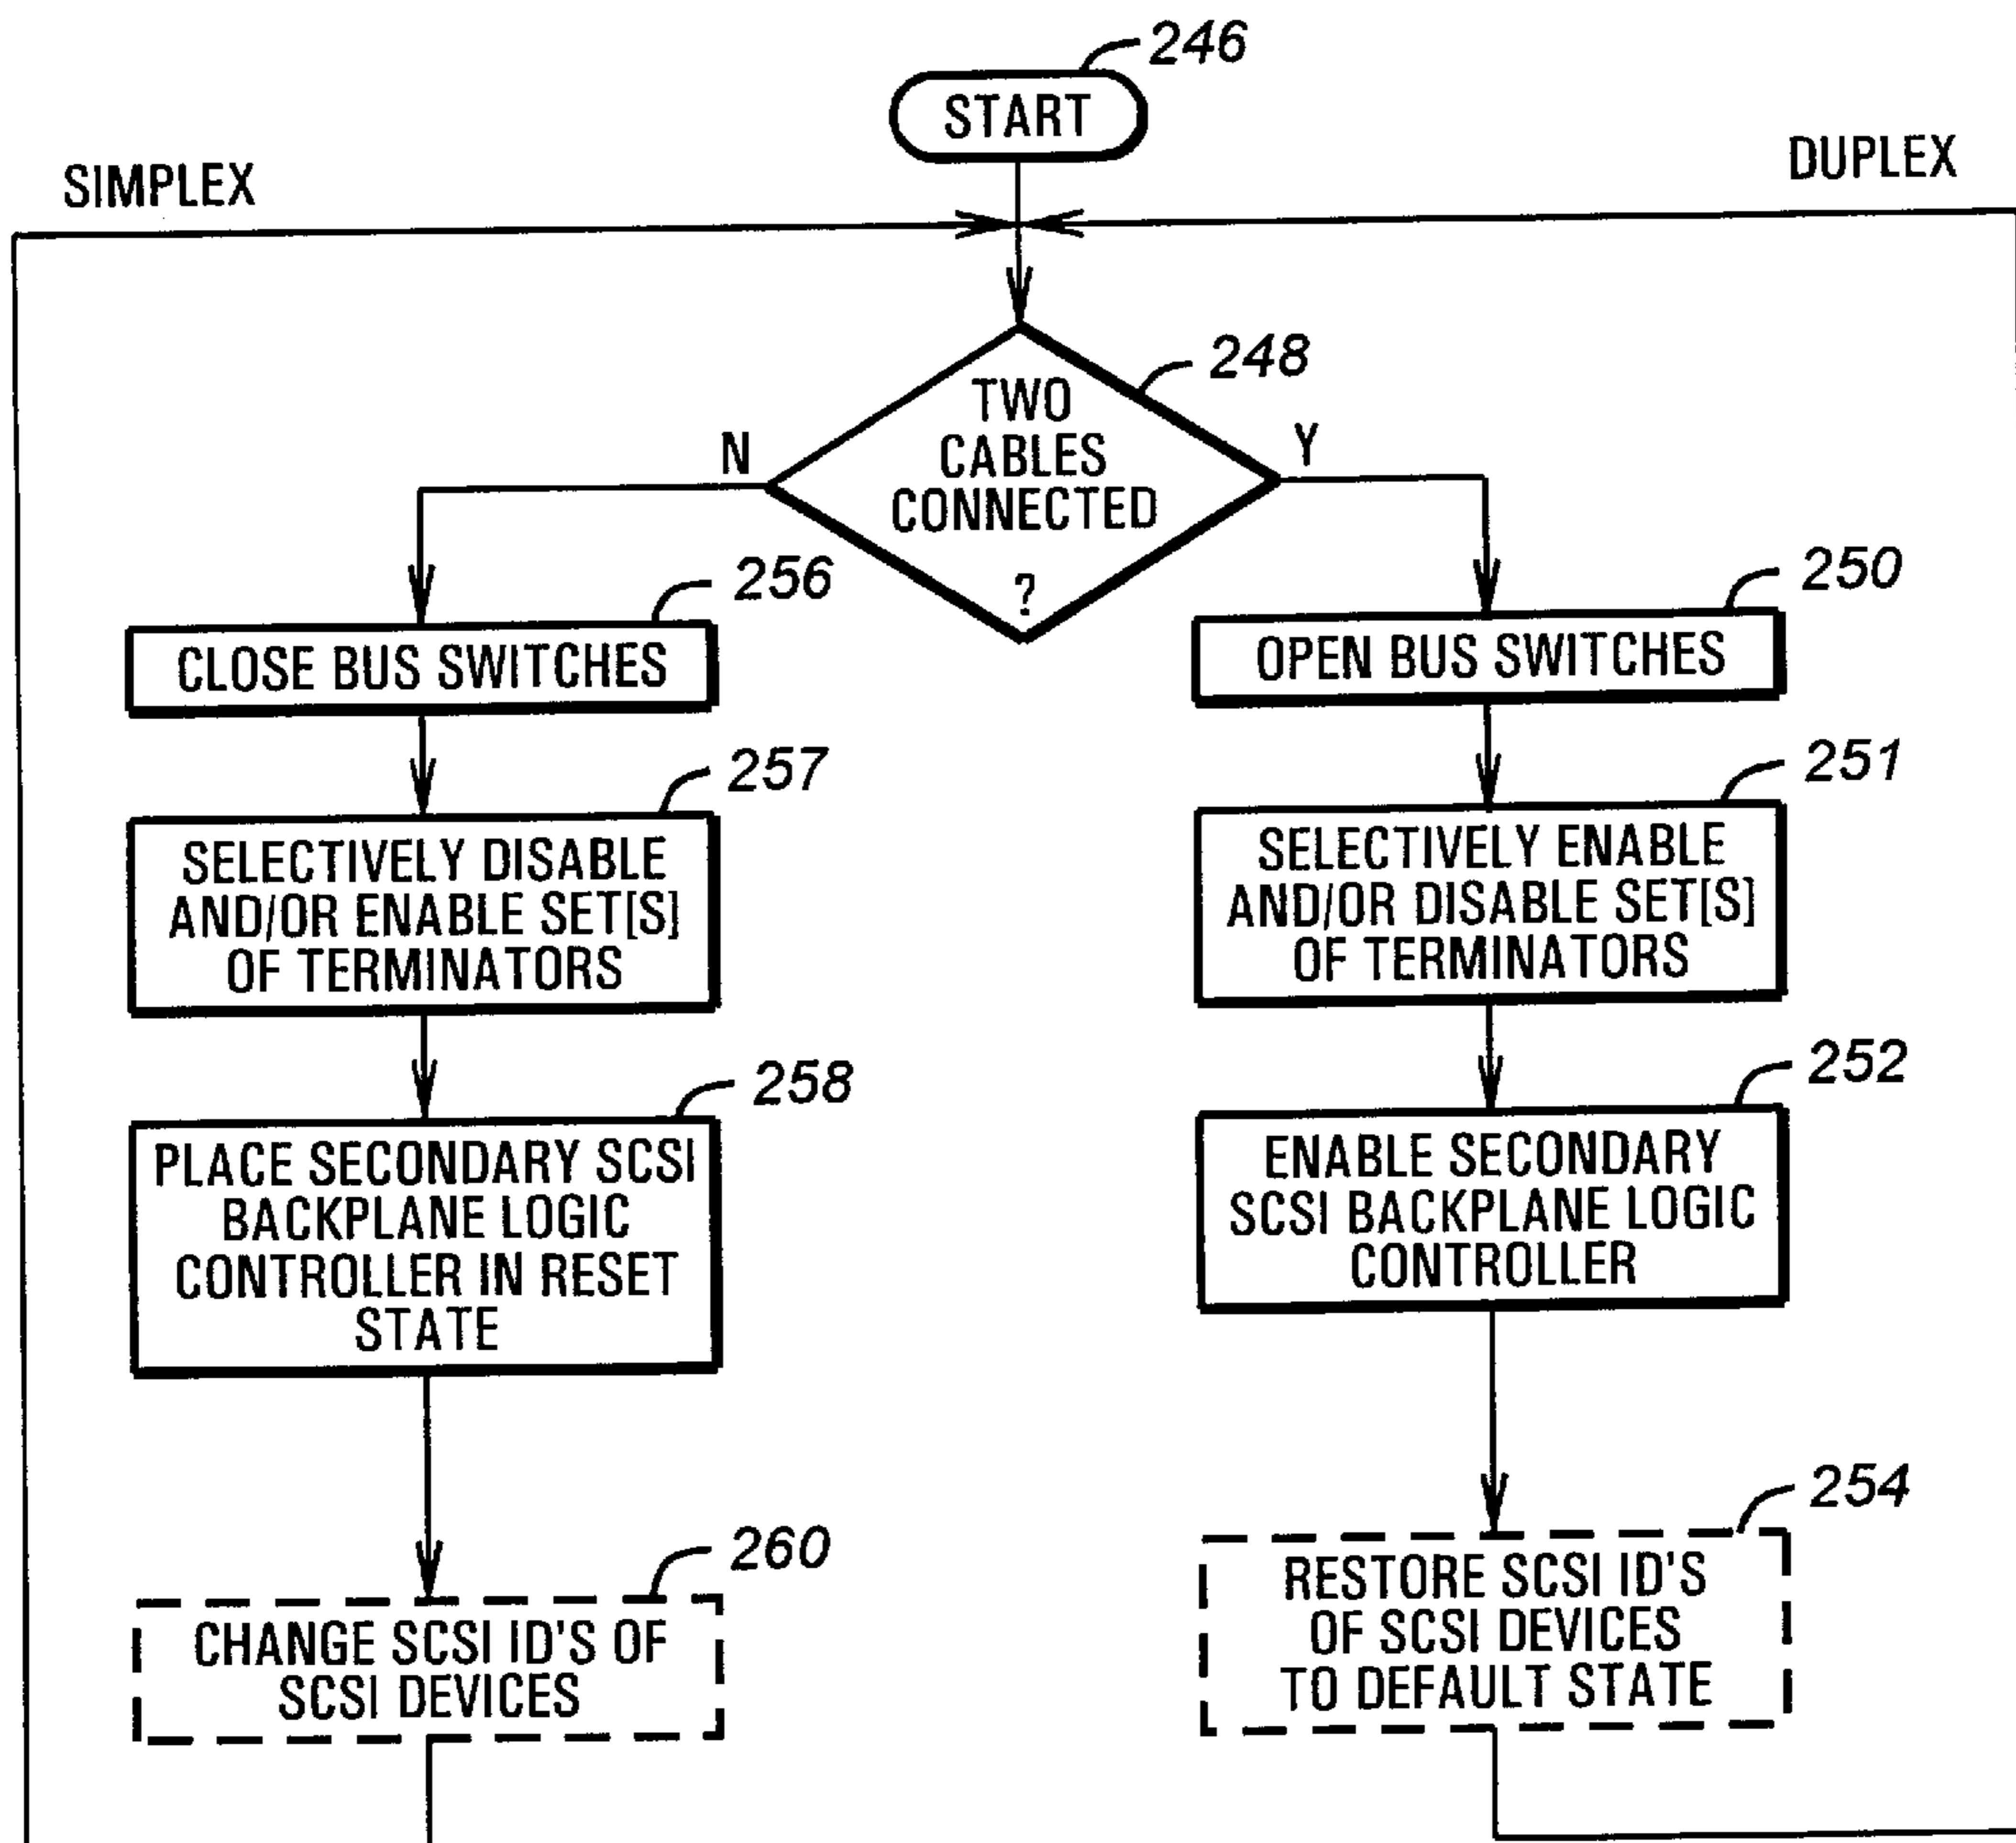 246
START
SIMPLEX
DUPLEX
248
TWO
CABLES
CONNECTED
?
N
Y
256
CLOSE BUS SWITCHES
250
OPEN BUS SWITCHES
257
SELECTIVELY DISABLE
AND/OR ENABLE SET[S]
OF TERMINATORS
251
SELECTIVELY ENABLE
AND/OR DISABLE SET[S]
OF TERMINATORS
258
PLACE SECONDARY SCSI
BACKPLANE LOGIC
CONTROLLER IN RESET
STATE
252
ENABLE SECONDARY
SCSI BACKPLANE LOGIC
CONTROLLER
260
CHANGE SCSI ID'S OF
SCSI DEVICES
254
RESTORE SCSI ID'S
OF SCSI DEVICES
TO DEFAULT STATE